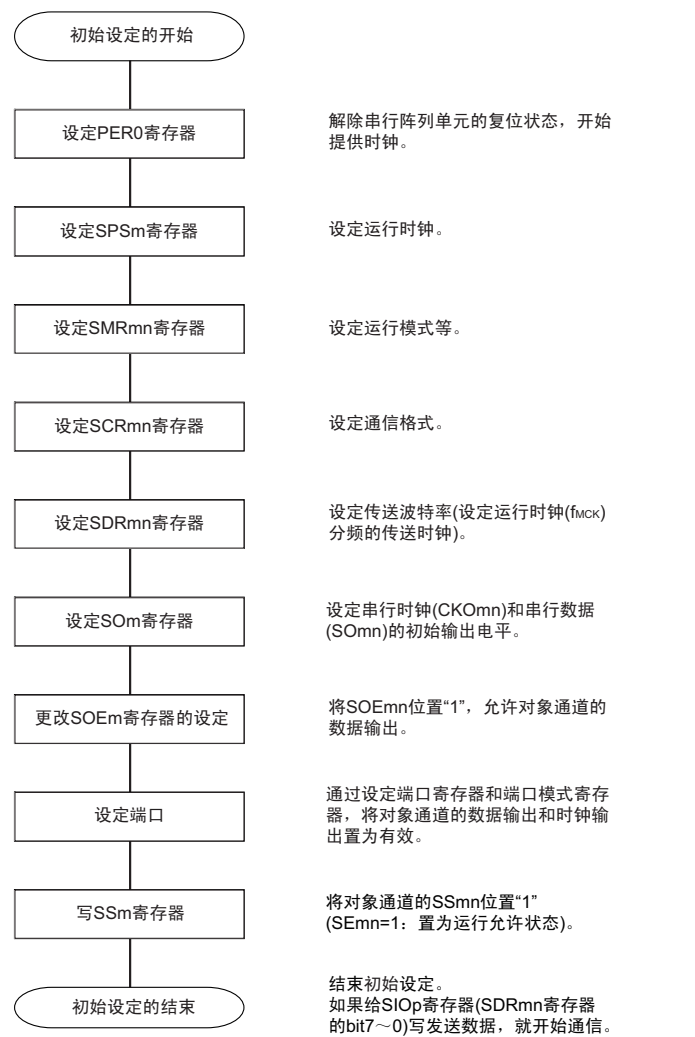 初始设定的开始
设定PER0寄存器
解除串行阵列单元的复位状态，开始
提供时钟。
设定SPSm寄存器
设定运行时钟。
设定SMRmn寄存器
设定运行模式等。
设定SCRmn寄存器
设定通信格式。
设定SDRmn寄存器
设定传送波特率(设定运行时钟(fMCK)
分频的传送时钟)。
设定SOm寄存器
设定串行时钟(CKOmn)和串行数据
(SOmn)的初始输出电平。
更改SOEm寄存器的设定
将SOEmn位置“1”，允许对象通道的
数据输出。
设定端口
通过设定端口寄存器和端口模式寄存
器，将对象通道的数据输出和时钟输
出置为有效。
写SSm寄存器
将对象通道的SSmn位置“1”
(SEmn=1：置为运行允许状态)。
初始设定的结束
结束初始设定。
如果给SIOp寄存器(SDRmn寄存器
的bit7～0)写发送数据，就开始通信。